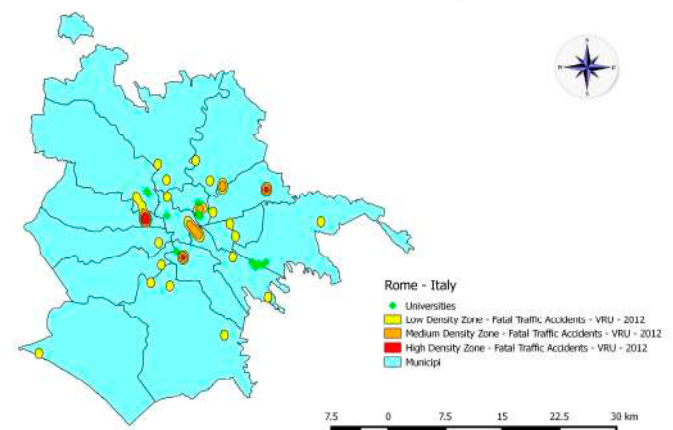 N
W
E
S
Rome - Italy
Universities
Low Density Zone - Fatal Traffic Accidents - VRU - 2012
Medium Density Zone - Fatal Traffic Accidents - VRU - 2012
High Density Zone - Fatal Traffic Accidents - VRU - 2012
Municipi
7.5 0 7.5 15 22.5 30 km